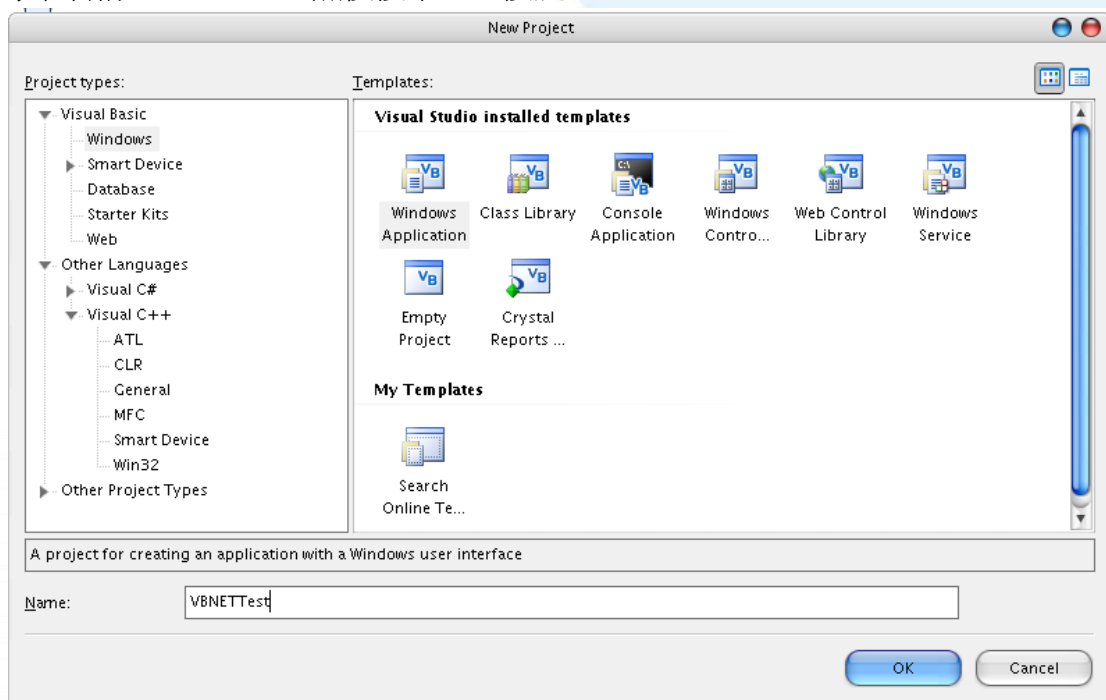 New Project
Project types:
Templates:
Visual Basic
Windows
Smart Device
Database
Starter Kits
Web
Other Languages
Visual C#
Visual C++
ATL
CLR
General
MFC
Smart Device
Win32
Other Project Types
Visual Studio installed templates
Windows Application
Class Library
Console Application
Windows Contro...
Web Control Library
Windows Service
Empty Project
Crystal Reports ...
My Templates
Search Online Te...
A project for creating an application with a Windows user interface
Name:
VBNETTest
OK
Cancel